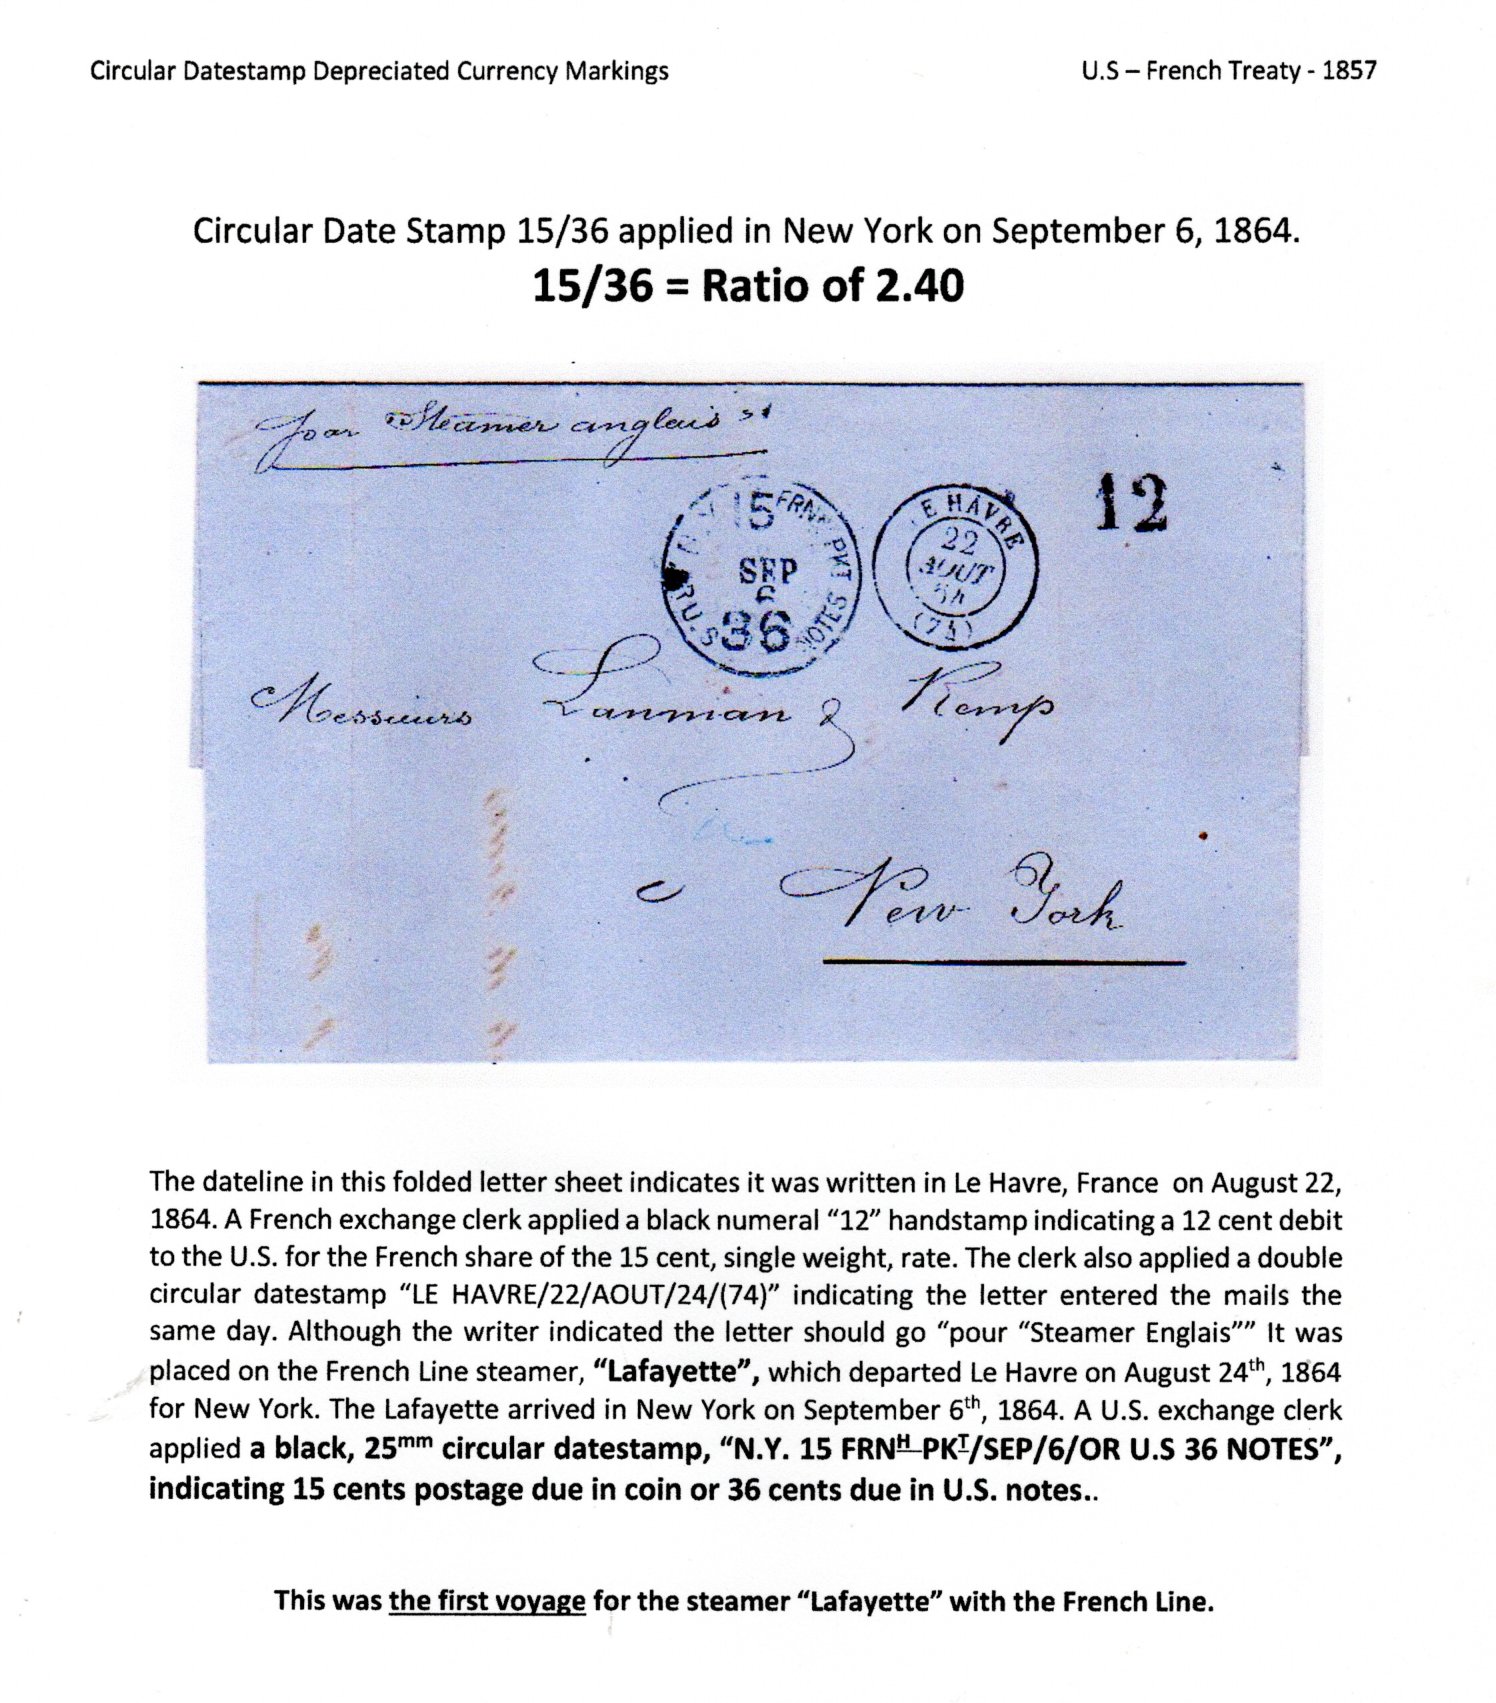 Circular Datestamp Depreciated Currency Markings
U.S – French Treaty - 1857
Circular Date Stamp 15/36 applied in New York on September 6, 1864.
15/36 = Ratio of 2.40
par Steamer anglais
15 FRNH PKT
SEP
6
U.S 36 NOTES
LE HAVRE
22
AOUT
64
(74)
12
Messieurs Lanman & Kemp
New York
The dateline in this folded letter sheet indicates it was written in Le Havre, France on August 22,
1864. A French exchange clerk applied a black numeral “12” handstamp indicating a 12 cent debit
to the U.S. for the French share of the 15 cent, single weight, rate. The clerk also applied a double
circular datestamp “LE HAVRE/22/AOUT/24/(74)” indicating the letter entered the mails the
same day. Although the writer indicated the letter should go “pour “Steamer Englais”” It was
placed on the French Line steamer, “Lafayette”, which departed Le Havre on August 24th, 1864
for New York. The Lafayette arrived in New York on September 6th, 1864. A U.S. exchange clerk
applied a black, 25mm circular datestamp, “N.Y. 15 FRNH PKT/SEP/6/OR U.S 36 NOTES”,
indicating 15 cents postage due in coin or 36 cents due in U.S. notes..
This was the first voyage for the steamer “Lafayette” with the French Line.